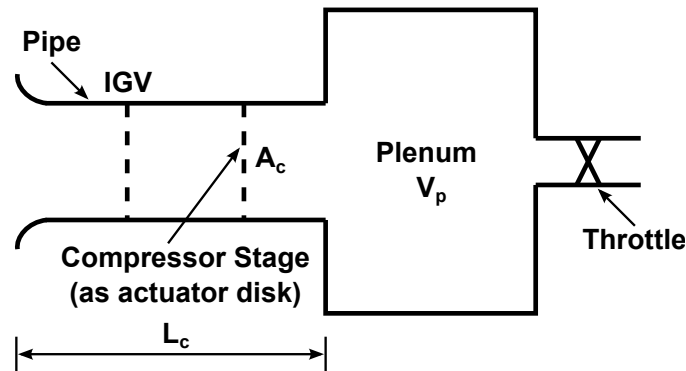 Pipe
IGV
A_c
Plenum
V_p
Throttle
Compressor Stage
(as actuator disk)
L_c